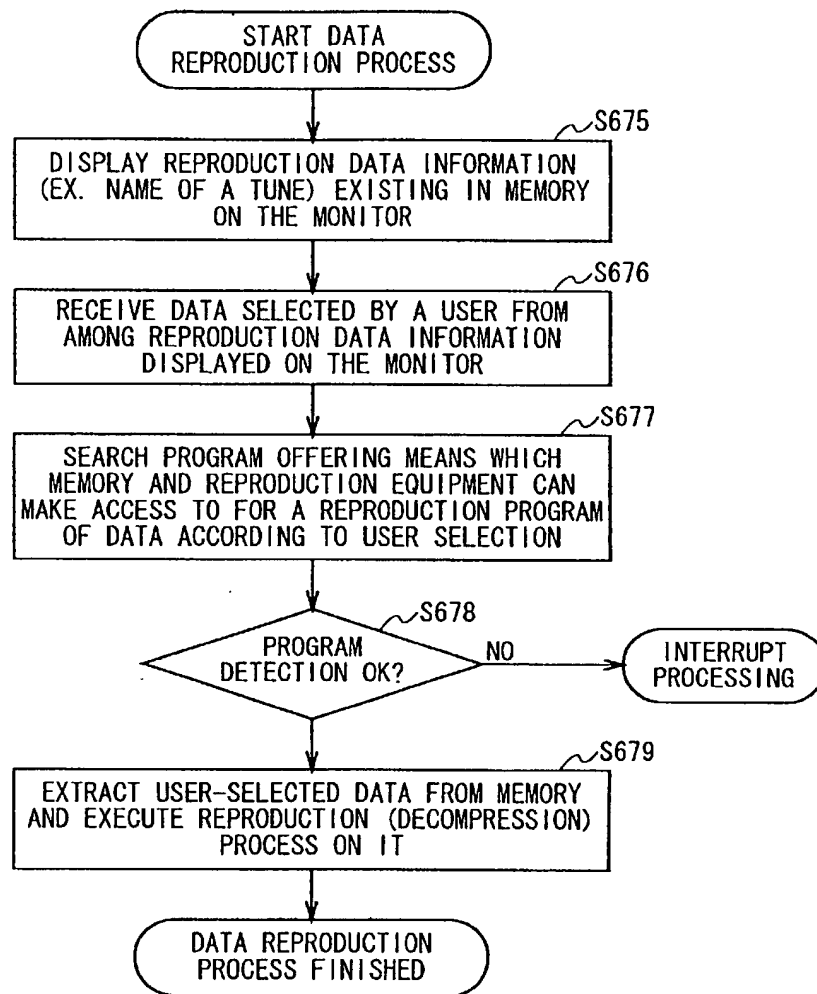 START DATA
REPRODUCTION PROCESS
S675
DISPLAY REPRODUCTION DATA INFORMATION
(EX. NAME OF A TUNE) EXISTING IN MEMORY
ON THE MONITOR
S676
RECEIVE DATA SELECTED BY A USER FROM
AMONG REPRODUCTION DATA INFORMATION
DISPLAYED ON THE MONITOR
S677
SEARCH PROGRAM OFFERING MEANS WHICH
MEMORY AND REPRODUCTION EQUIPMENT CAN
MAKE ACCESS TO FOR A REPRODUCTION PROGRAM
OF DATA ACCORDING TO USER SELECTION
S678
PROGRAM
DETECTION OK?
NO
INTERRUPT
PROCESSING
S679
EXTRACT USER-SELECTED DATA FROM MEMORY
AND EXECUTE REPRODUCTION (DECOMPRESSION)
PROCESS ON IT
DATA REPRODUCTION
PROCESS FINISHED